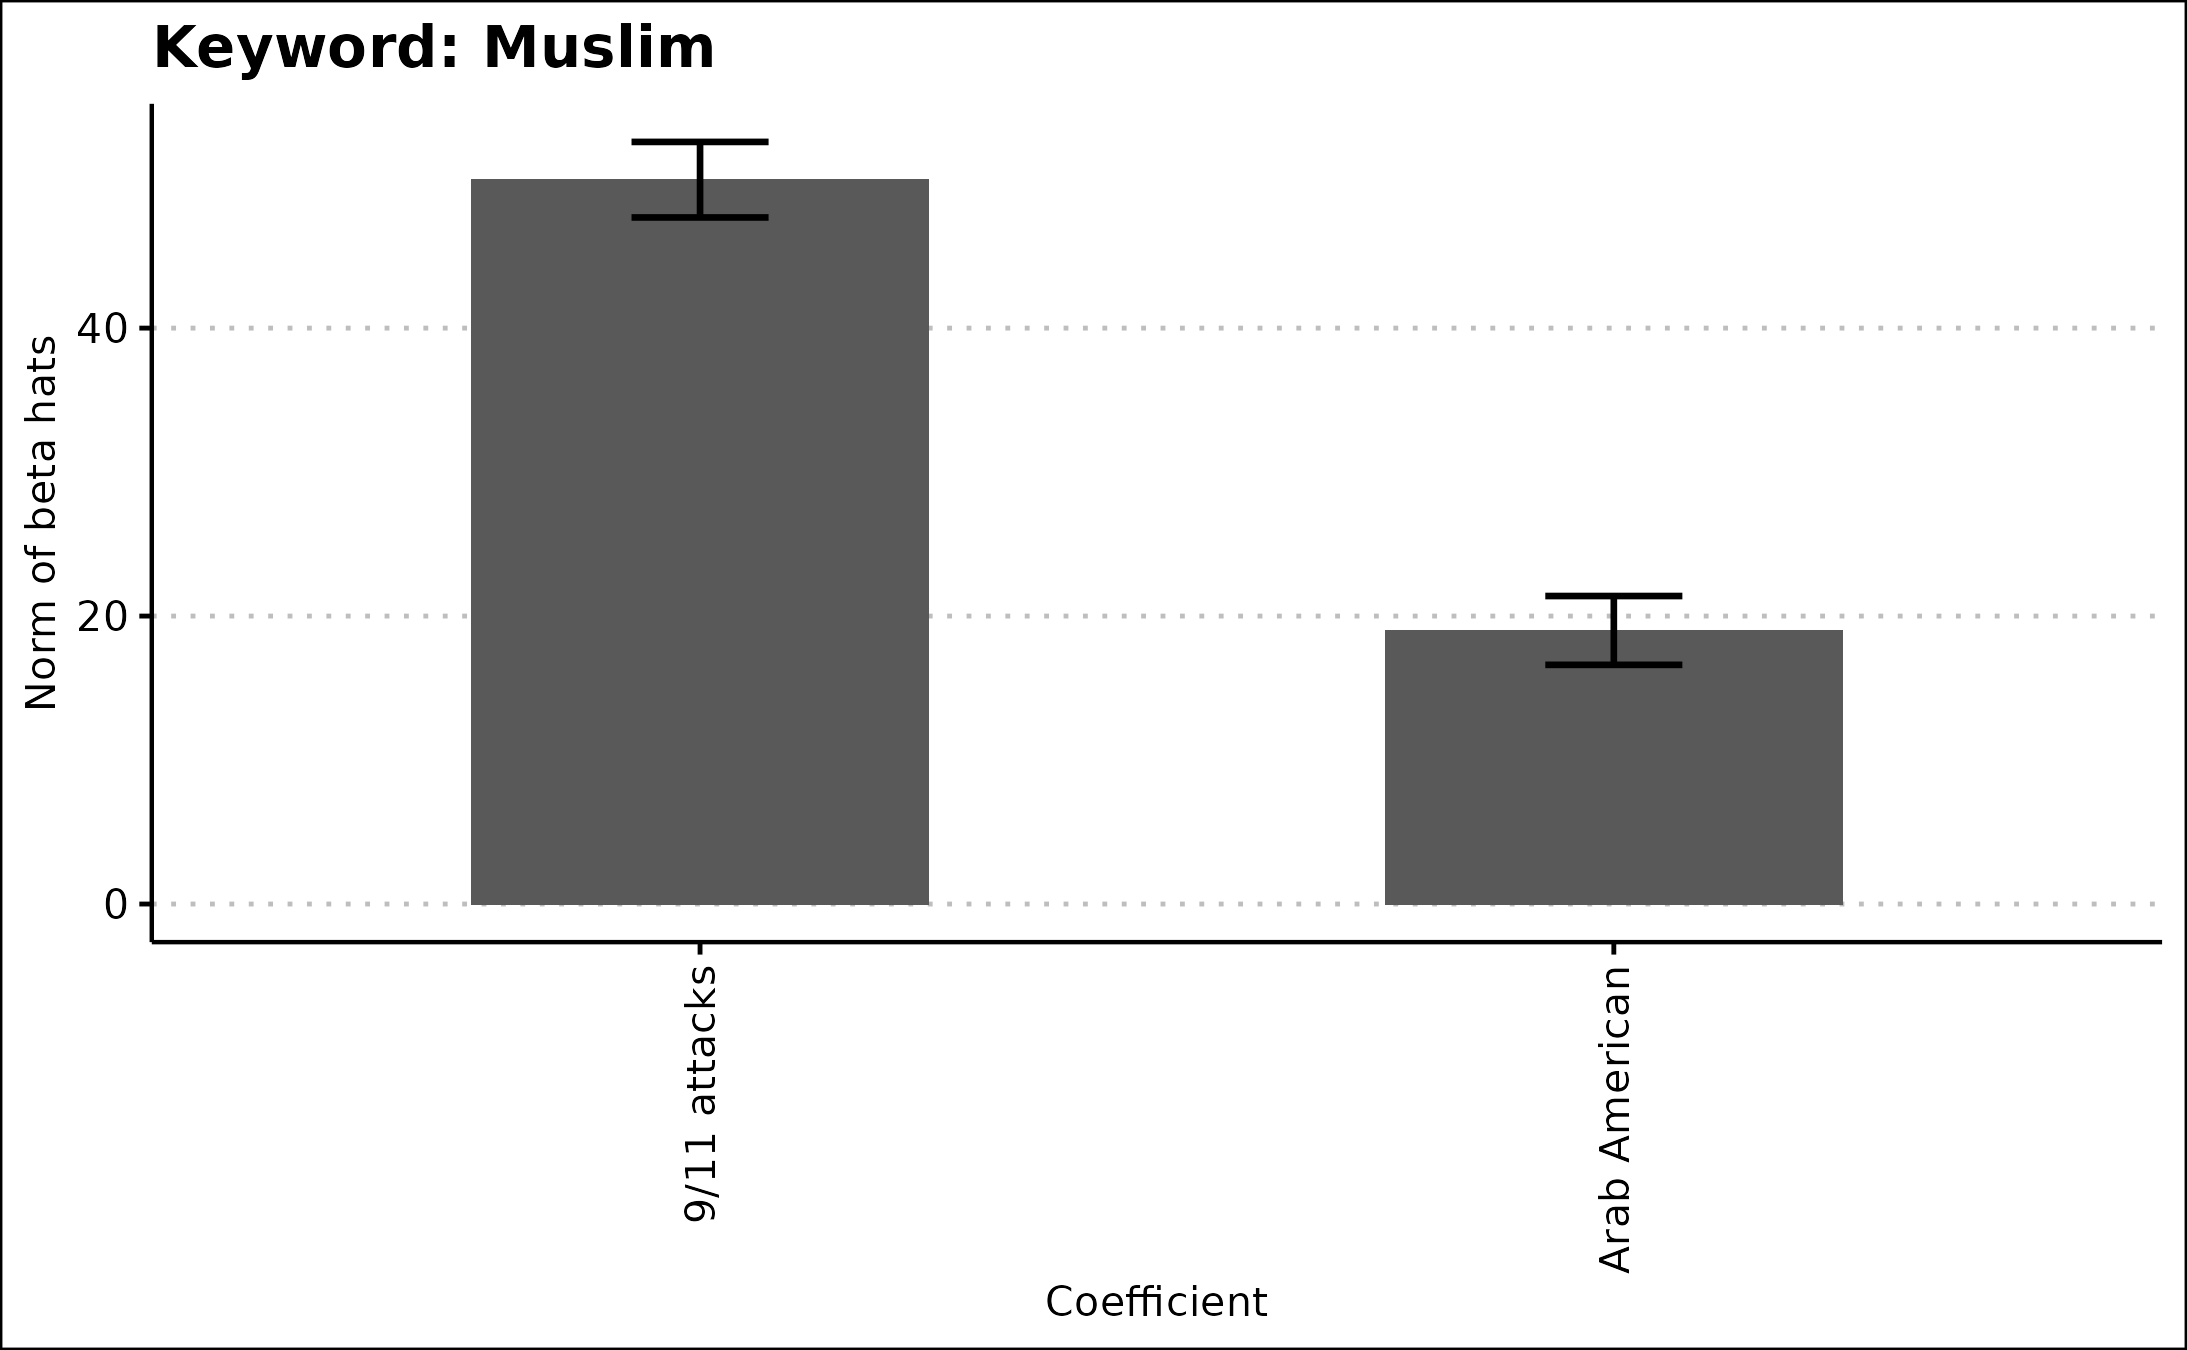 Keyword: Muslim
Norm of beta hats
40
20
0
9/11 attacks
Arab American
Coefficient